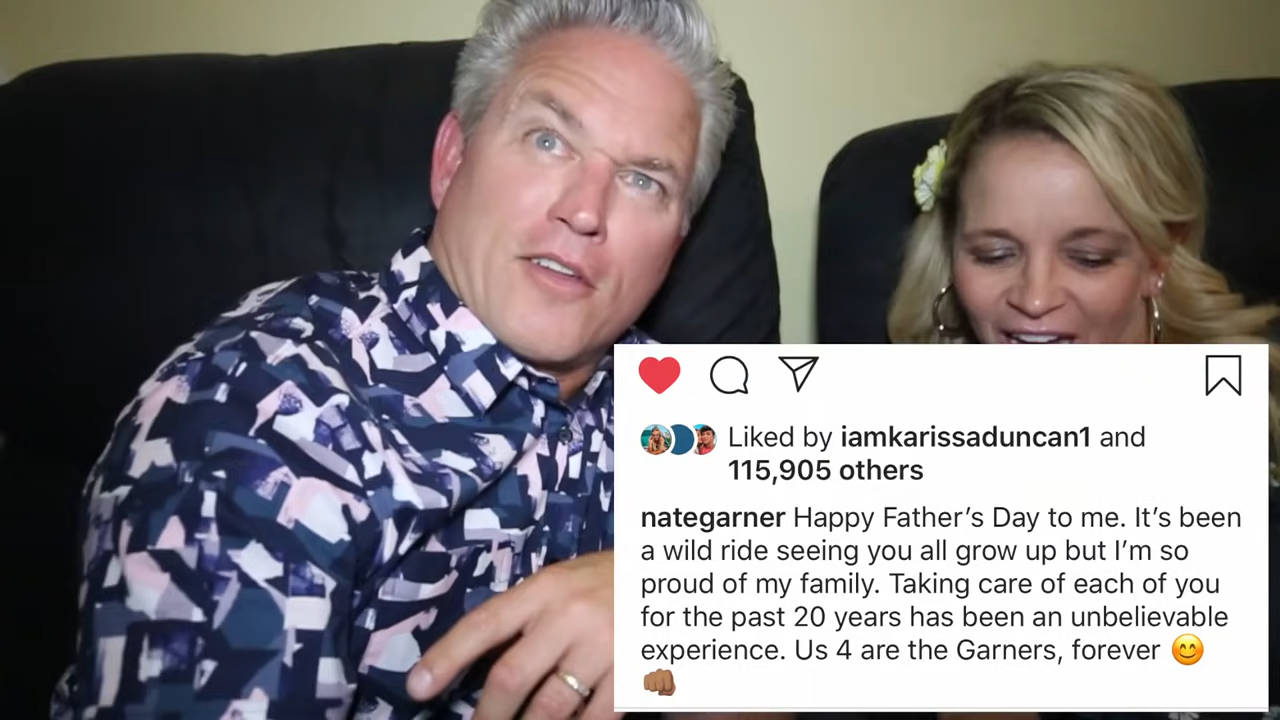 Liked by iamkarissaduncan1 and
115,905 others
nategarner Happy Father’s Day to me. It’s been
a wild ride seeing you all grow up but I’m so
proud of my family. Taking care of each of you
for the past 20 years has been an unbelievable
experience. Us 4 are the Garners, forever 😊
👊🏽